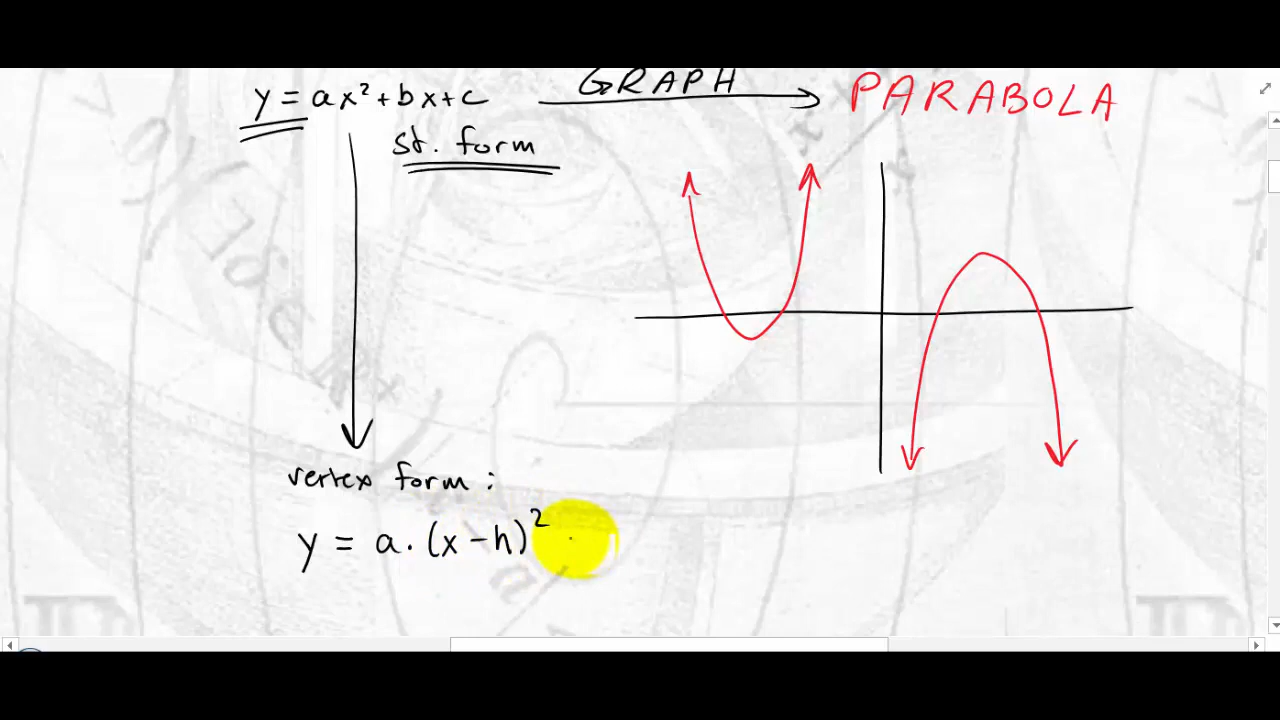 y = ax²+bx+c GRAPH PARABOLA
st. form
vertex form:
y = a·(x-h)²